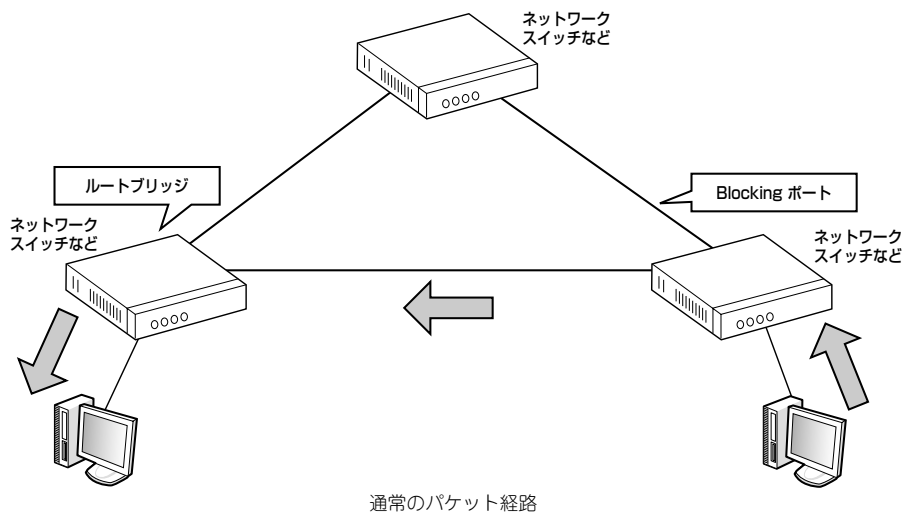 ネットワーク
スイッチなど
ルートブリッジ
Blocking ポート
ネットワーク
スイッチなど
ネットワーク
スイッチなど
通常のパケット経路